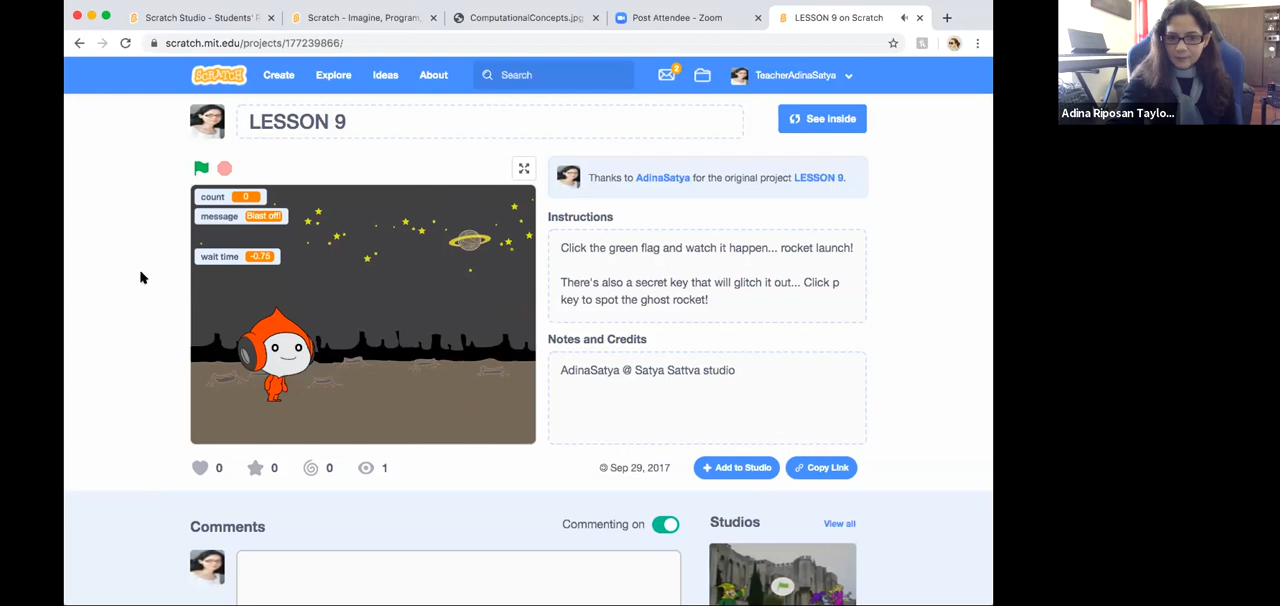 Scratch Studio - Students' F
Scratch - Imagine, Program,
ComputationalConcepts.jpg
Post Attendee - Zoom
LESSON 9 on Scratch
scratch.mit.edu/projects/177239866/
SCRATCH
Create
Explore
Ideas
About
Search
2
TeacherAdinaSatya
LESSON 9
See inside
count 0
message Blast off!
wait time -0.75
Thanks to AdinaSatya for the original project LESSON 9.
Instructions
Click the green flag and watch it happen... rocket launch!
There's also a secret key that will glitch it out... Click p
key to spot the ghost rocket!
Notes and Credits
AdinaSatya @ Satya Sattva studio
0
0
0
1
© Sep 29, 2017
Add to Studio
Copy Link
Comments
Commenting on
Studios
View all
Adina Riposan Taylo...